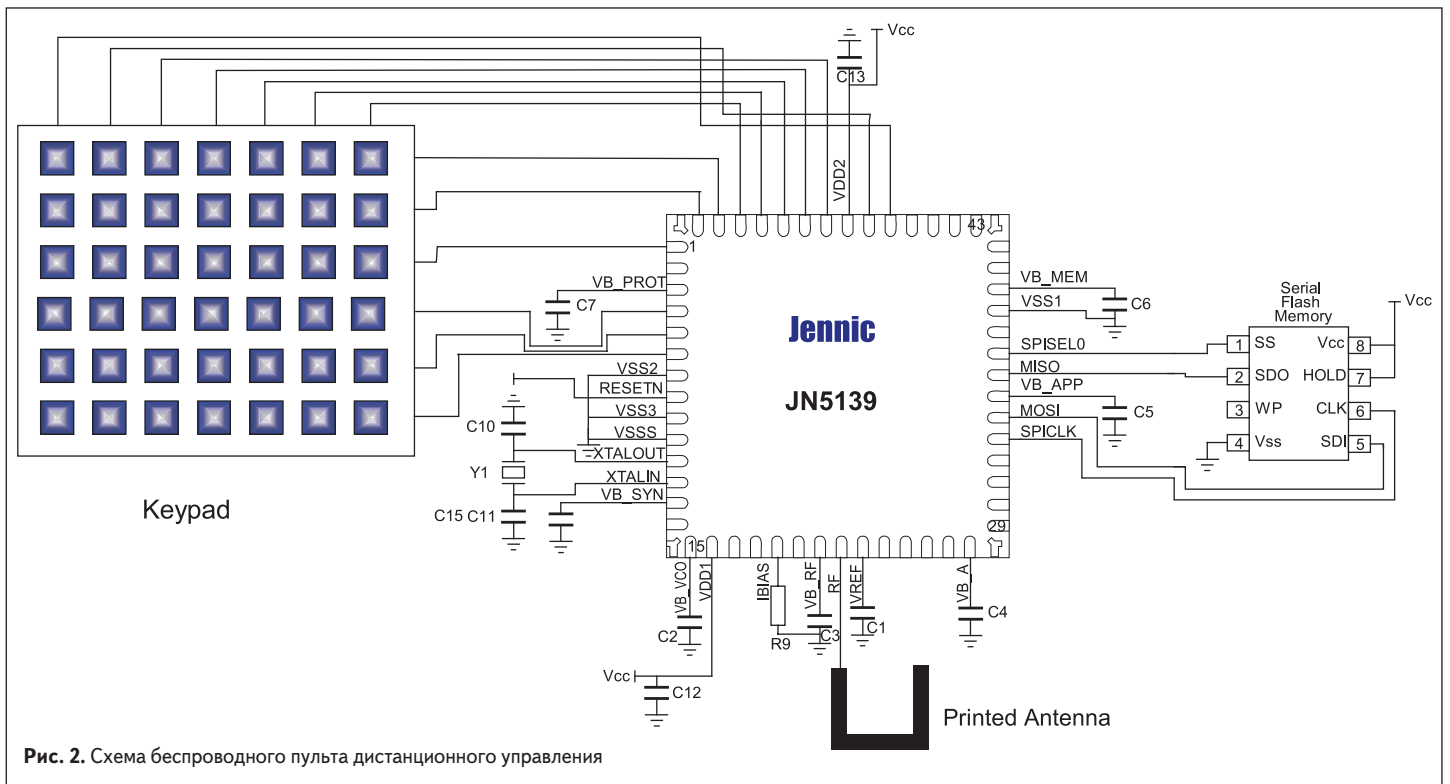 Vcc
C13
VDD2
1
43
VB_PROT
C7
VSS2
RESETN
VSS3
VSSS
C10
XTALOUT
Y1
XTALIN
VB_SYN
C15 C11
Keypad
Jennic
JN5139
VB_MEM
C6
VSS1
SPISEL0
MISO
VB_APP
C5
MOSI
SPICLK
29
Serial
Flash
Memory
Vcc
1 SS Vcc 8
2 SDO HOLD 7
3 WP CLK 6
4 Vss SDI 5
15
VB_VCO
VDD1
IBIAS
VB_RF
RF
VREF
VB_A
C2
R9
C3
C1
C4
Vcc
C12
Printed Antenna
Рис. 2. Схема беспроводного пульта дистанционного управления